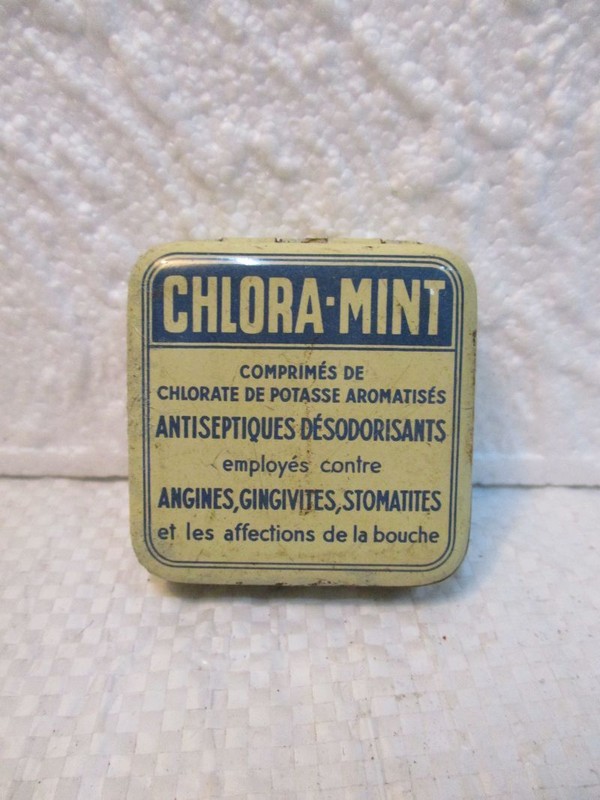 CHLORA-MINT
COMPRIMÉS DE
CHLORATE DE POTASSE AROMATISÉS
ANTISEPTIQUES DÉSODORISANTS
employés contre
ANGINES, GINGIVITES, STOMATITES
et les affections de la bouche